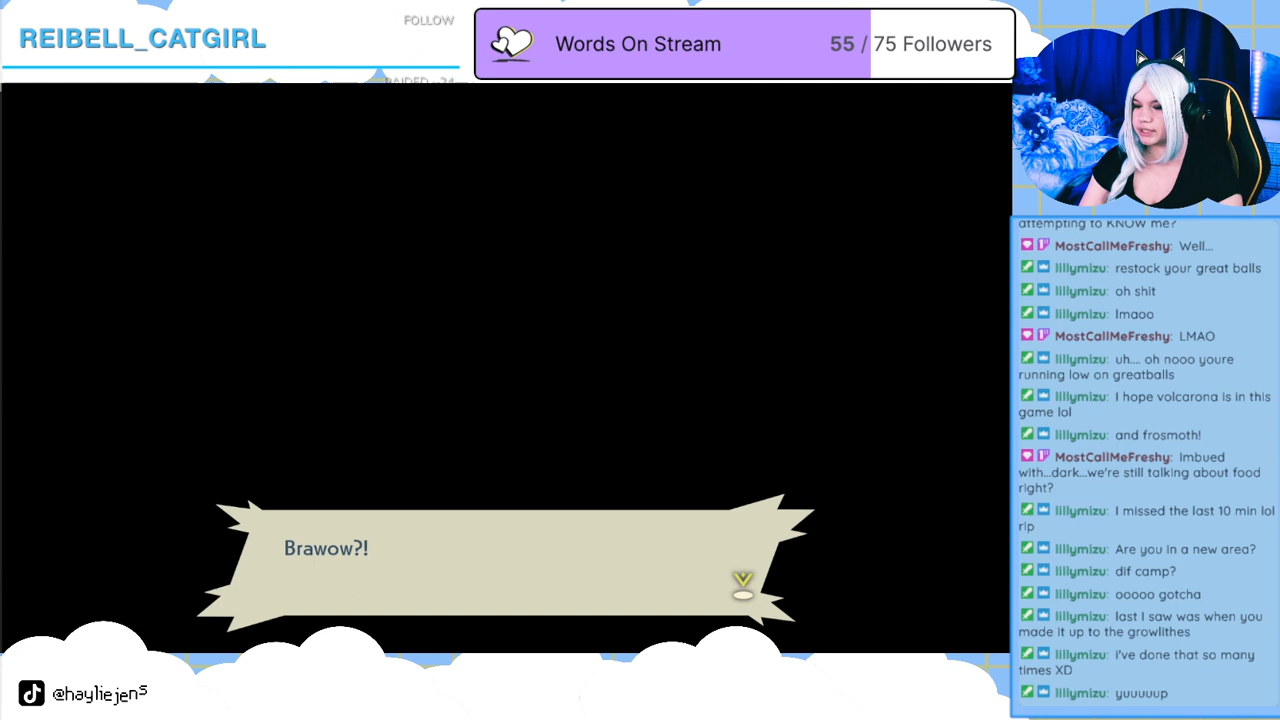 REIBELL_CATGIRL
FOLLOW
RAIDED - 24
Words On Stream 55 / 75 Followers
attempting to KNOW me?
MostCallMeFreshy: Well...
lillymizu: restock your great balls
lillymizu: oh shit
lillymizu: lmaoo
MostCallMeFreshy: LMAO
lillymizu: uh.... oh nooo youre
running low on greatballs
lillymizu: I hope volcarona is in this
game lol
lillymizu: and frosmoth!
MostCallMeFreshy: Imbued
with...dark...we're still talking about food
right?
lillymizu: I missed the last 10 min lol
rip
lillymizu: Are you in a new area?
lillymizu: dif camp?
lillymizu: ooooo gotcha
lillymizu: last I saw was when you
made it up to the growlithes
lillymizu: I've done that so many
times XD
lillymizu: yuuuuup
Brawow?!
@hayliejen5